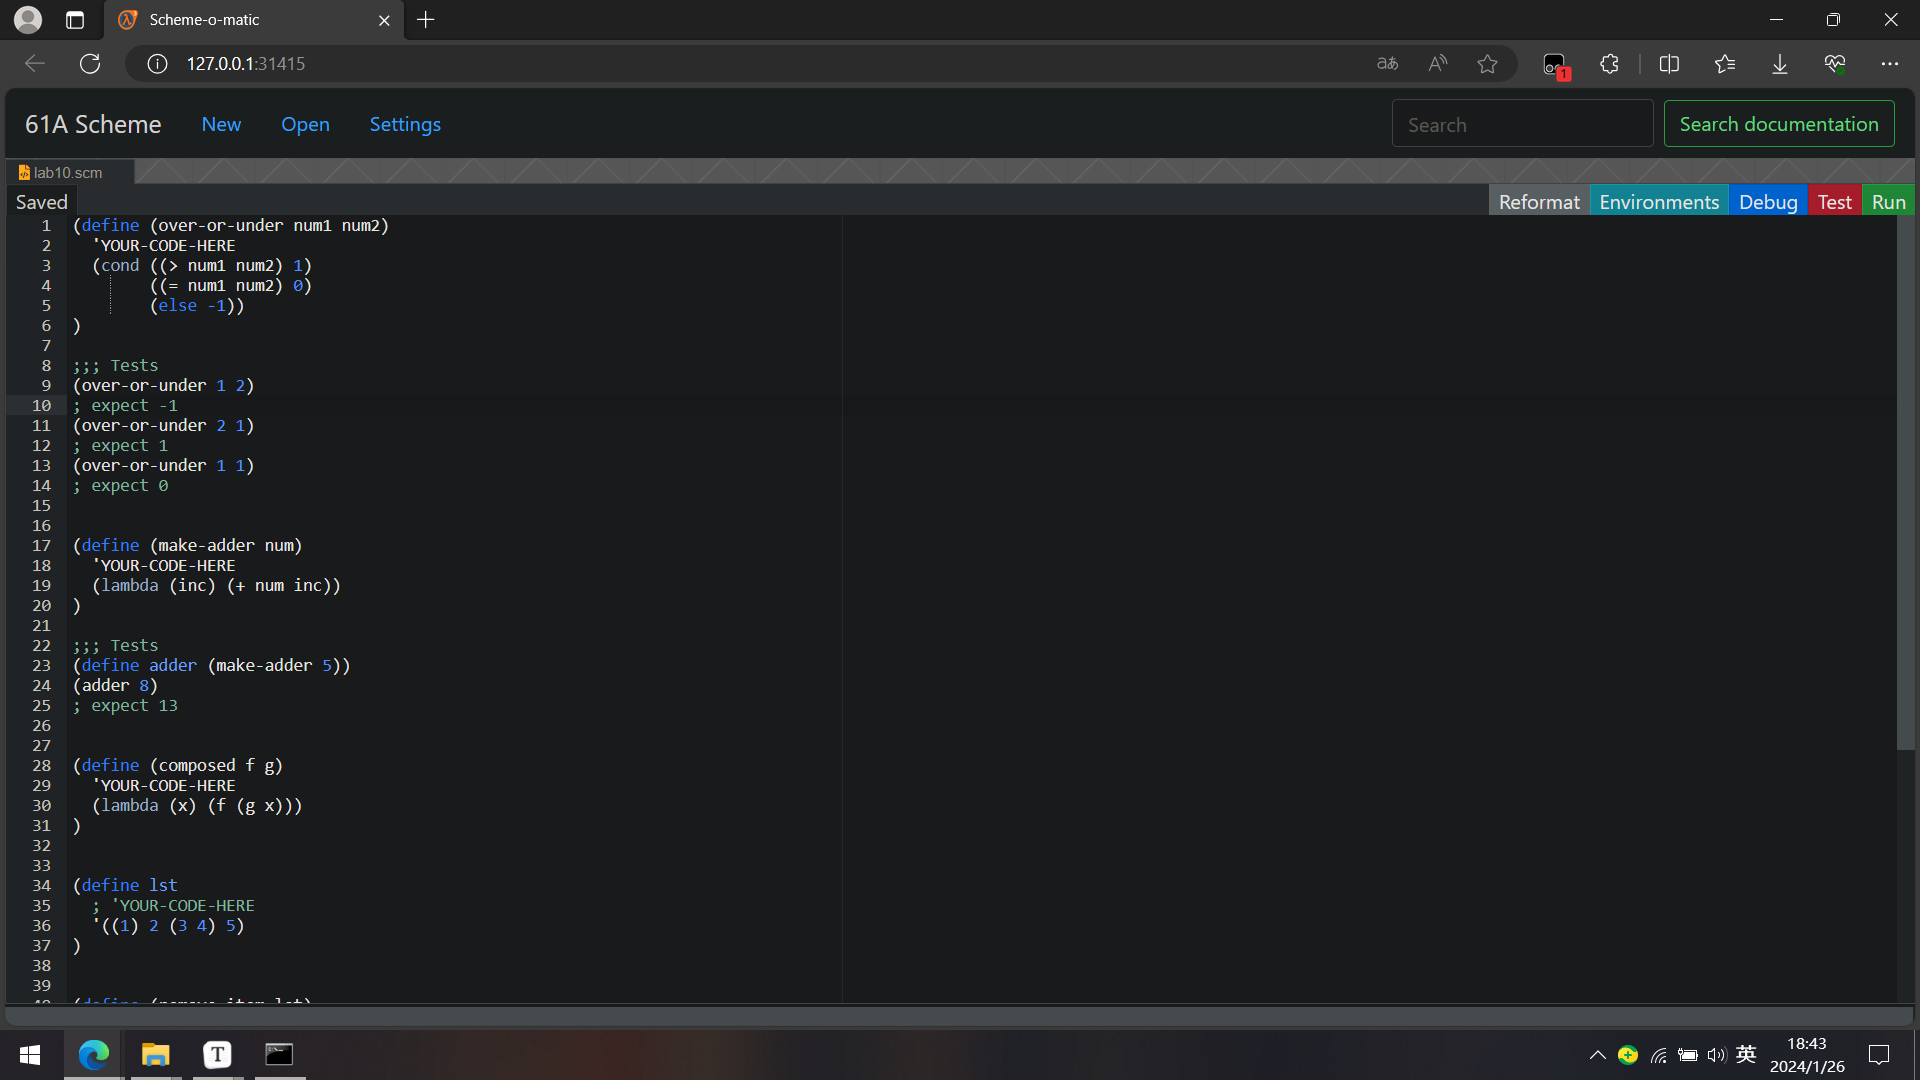 Scheme-o-matic
127.0.0.1:31415
1
61A Scheme
New
Open
Settings
Search
Search documentation
lab10.scm
Saved
Reformat
Environments
Debug
Test
Run
1 (define (over-or-under num1 num2)
2 'YOUR-CODE-HERE
3 (cond ((> num1 num2) 1)
4 ((= num1 num2) 0)
5 (else -1))
6 )
7
8 ;;; Tests
9 (over-or-under 1 2)
10 ; expect -1
11 (over-or-under 2 1)
12 ; expect 1
13 (over-or-under 1 1)
14 ; expect 0
15
16
17 (define (make-adder num)
18 'YOUR-CODE-HERE
19 (lambda (inc) (+ num inc))
20 )
21
22 ;;; Tests
23 (define adder (make-adder 5))
24 (adder 8)
25 ; expect 13
26
27
28 (define (composed f g)
29 'YOUR-CODE-HERE
30 (lambda (x) (f (g x)))
31 )
32
33
34 (define lst
35 ; 'YOUR-CODE-HERE
36 '((1) 2 (3 4) 5)
37 )
38
39
40 (define (remove item lst)
英
18:43
2024/1/26